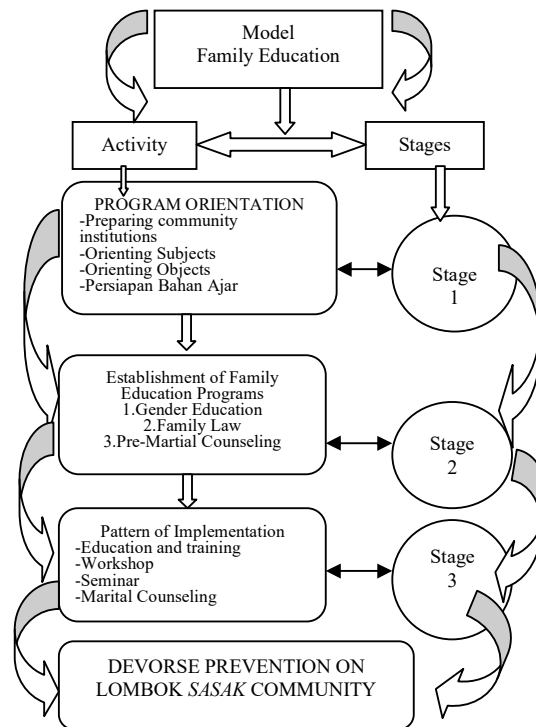 Model
Family Education
Activity
Stages
PROGRAM ORIENTATION
-Preparing community
institutions
-Orienting Subjects
-Orienting Objects
-Persiapan Bahan Ajar
Stage
1
Establishment of Family
Education Programs
1.Gender Education
2.Family Law
3.Pre-Martial Counseling
Stage
2
Pattern of Implementation
-Education and training
-Workshop
-Seminar
-Marital Counseling
Stage
3
DEVORSE PREVENTION ON
LOMBOK SASAK COMMUNITY